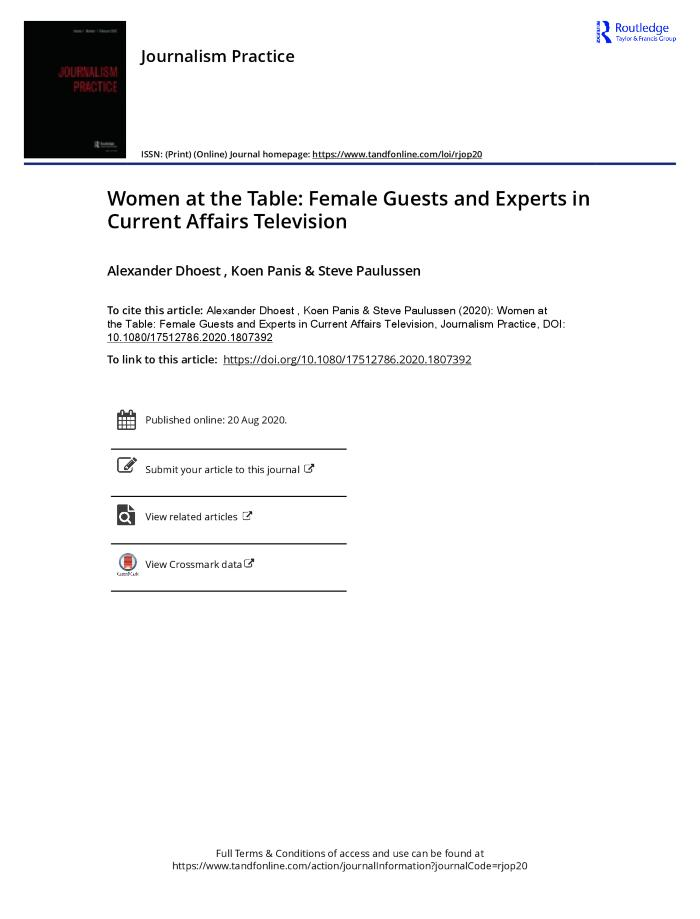 JOURNALISM
PRACTICE
Journalism Practice
Routledge
Taylor & Francis Group
ISSN: (Print) (Online) Journal homepage: https://www.tandfonline.com/loi/rjop20
Women at the Table: Female Guests and Experts in
Current Affairs Television
Alexander Dhoest , Koen Panis & Steve Paulussen
To cite this article: Alexander Dhoest , Koen Panis & Steve Paulussen (2020): Women at
the Table: Female Guests and Experts in Current Affairs Television, Journalism Practice, DOI:
10.1080/17512786.2020.1807392
To link to this article: https://doi.org/10.1080/17512786.2020.1807392
Published online: 20 Aug 2020.
Submit your article to this journal
View related articles
View Crossmark data
CrossMark
Full Terms & Conditions of access and use can be found at
https://www.tandfonline.com/action/journalInformation?journalCode=rjop20